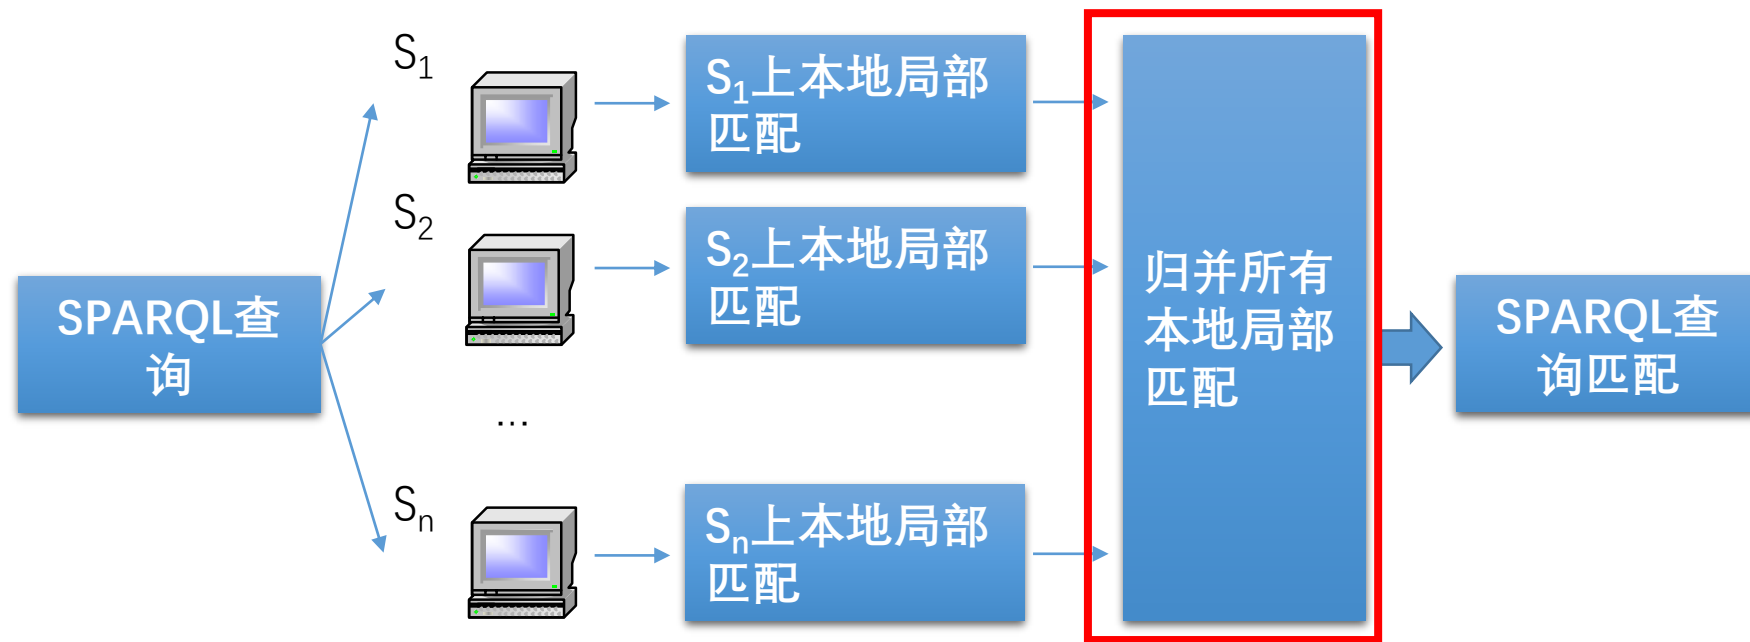 SPARQL查
询
S1
S2
...
Sn
S1上本地局部
匹配
S2上本地局部
匹配
Sn上本地局部
匹配
归并所有
本地局部
匹配
SPARQL查
询匹配